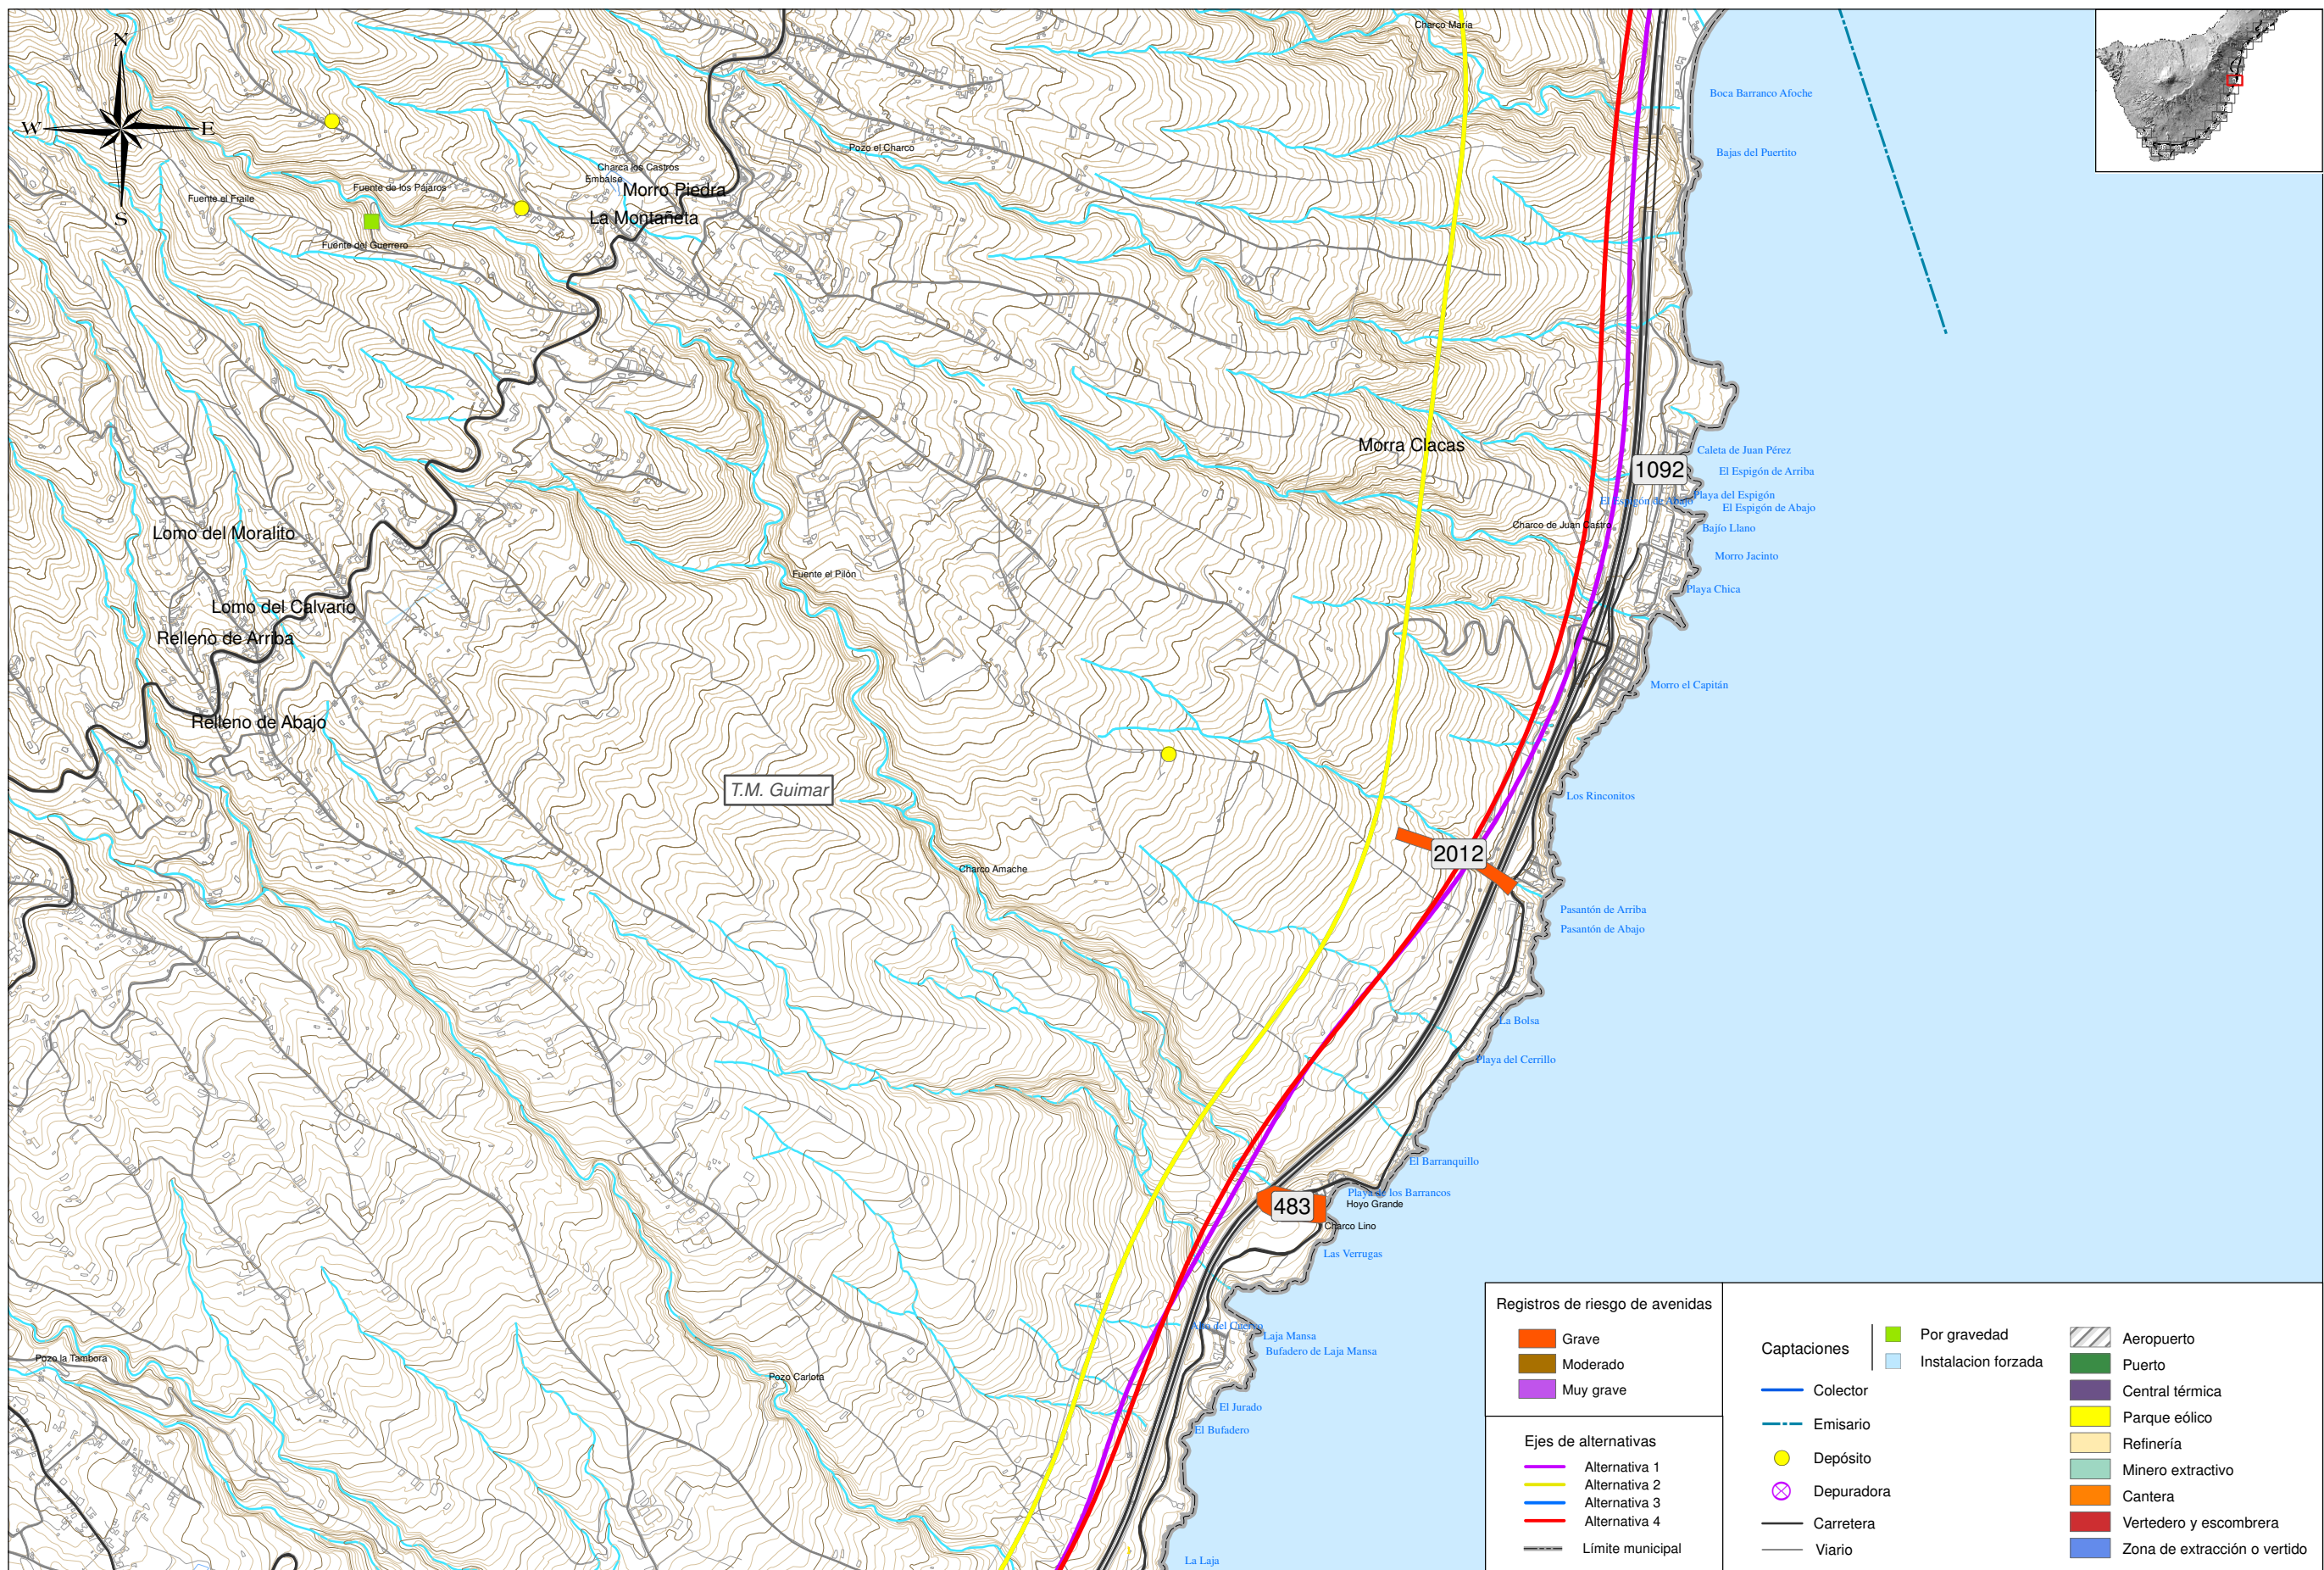 N
W
E
S
Charco Maria
Boca Barranco Afoche
Bajas del Puertito
Pozo el Charco
Charca los Castros
Embalse
Morro Piedra
La Montañeta
Fuente de los Pájaros
Fuente el Fraile
Fuente del Guerrero
Morra Clacas
Caleta de Juan Pérez
1092
El Espigón de Arriba
Playa del Espigón
El Espigón de Abajo
El Espigón de Abajo
Charco de Juan Castro
Bajío Llano
Morro Jacinto
Playa Chica
Lomo del Moralito
Fuente el Pilón
Lomo del Calvario
Relleno de Arriba
Morro el Capitán
Relleno de Abajo
T.M. Guimar
Los Rinconitos
2012
Charco Amache
Pasantón de Arriba
Pasantón de Abajo
La Bolsa
Playa del Cerrillo
El Barranquillo
Playa de los Barrancos
483
Hoyo Grande
Charco Lino
Las Verrugas
Laja Mansa
Bufadero de Laja Mansa
Pozo la Tambora
Pozo Carlota
El Jurado
El Bufadero
La Laja
Registros de riesgo de avenidas
Grave
Moderado
Muy grave
Ejes de alternativas
Alternativa 1
Alternativa 2
Alternativa 3
Alternativa 4
Límite municipal
Captaciones
Por gravedad
Instalacion forzada
Colector
Emisario
Depósito
Depuradora
Carretera
Viario
Aeropuerto
Puerto
Central térmica
Parque eólico
Refinería
Minero extractivo
Cantera
Vertedero y escombrera
Zona de extracción o vertido